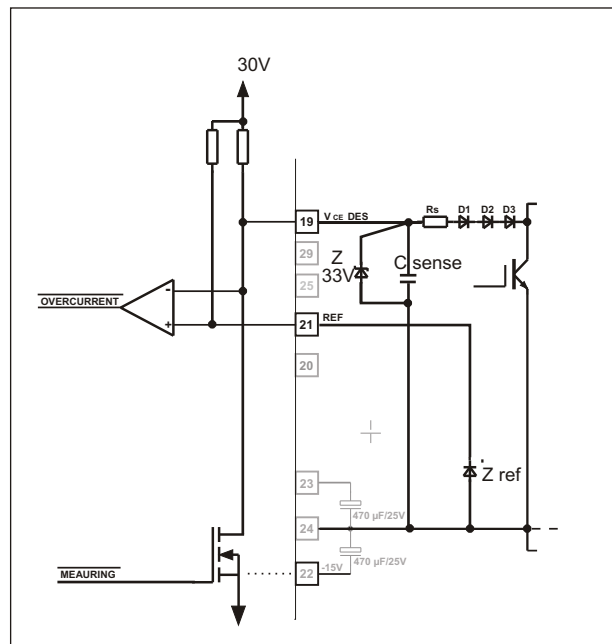 30V
19
V CE DES
Rs
D1
D2
D3
29
Z
33V
C sense
25
OVERCURRENT
-
+
21
REF
20
23
Z ref
470 µF/25V
24
470 µF/25V
MEAURING
22
-15V